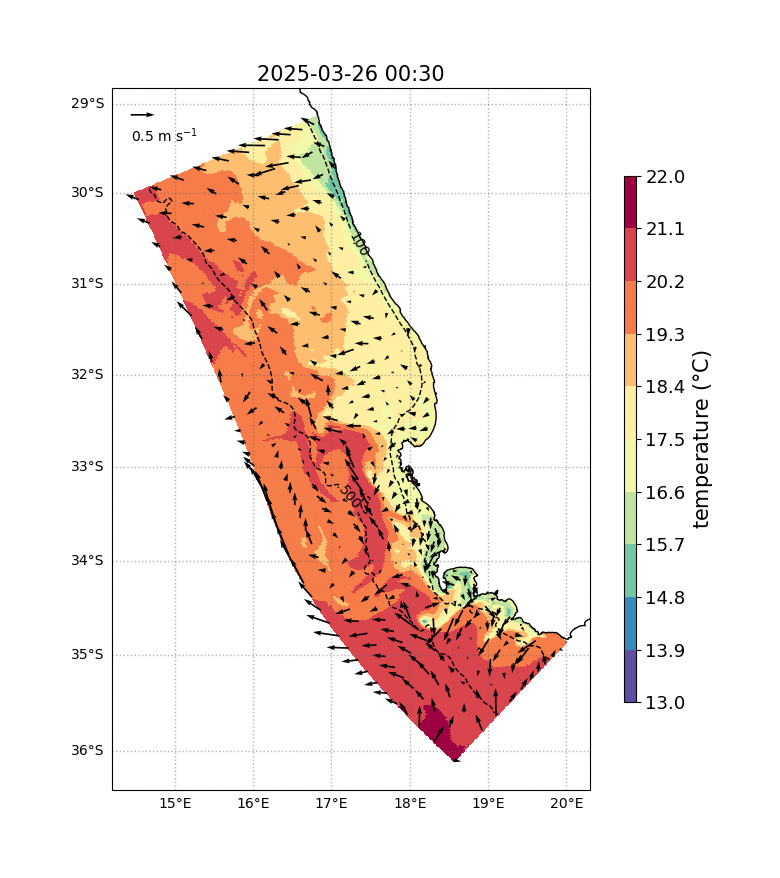 2025-03-26 00:30
29°S
0.5 m s⁻¹
30°S
100
31°S
32°S
33°S
500
34°S
35°S
36°S
15°E 16°E 17°E 18°E 19°E 20°E
22.0
21.1
20.2
19.3
18.4
17.5
16.6
15.7
14.8
13.9
13.0
temperature (°C)